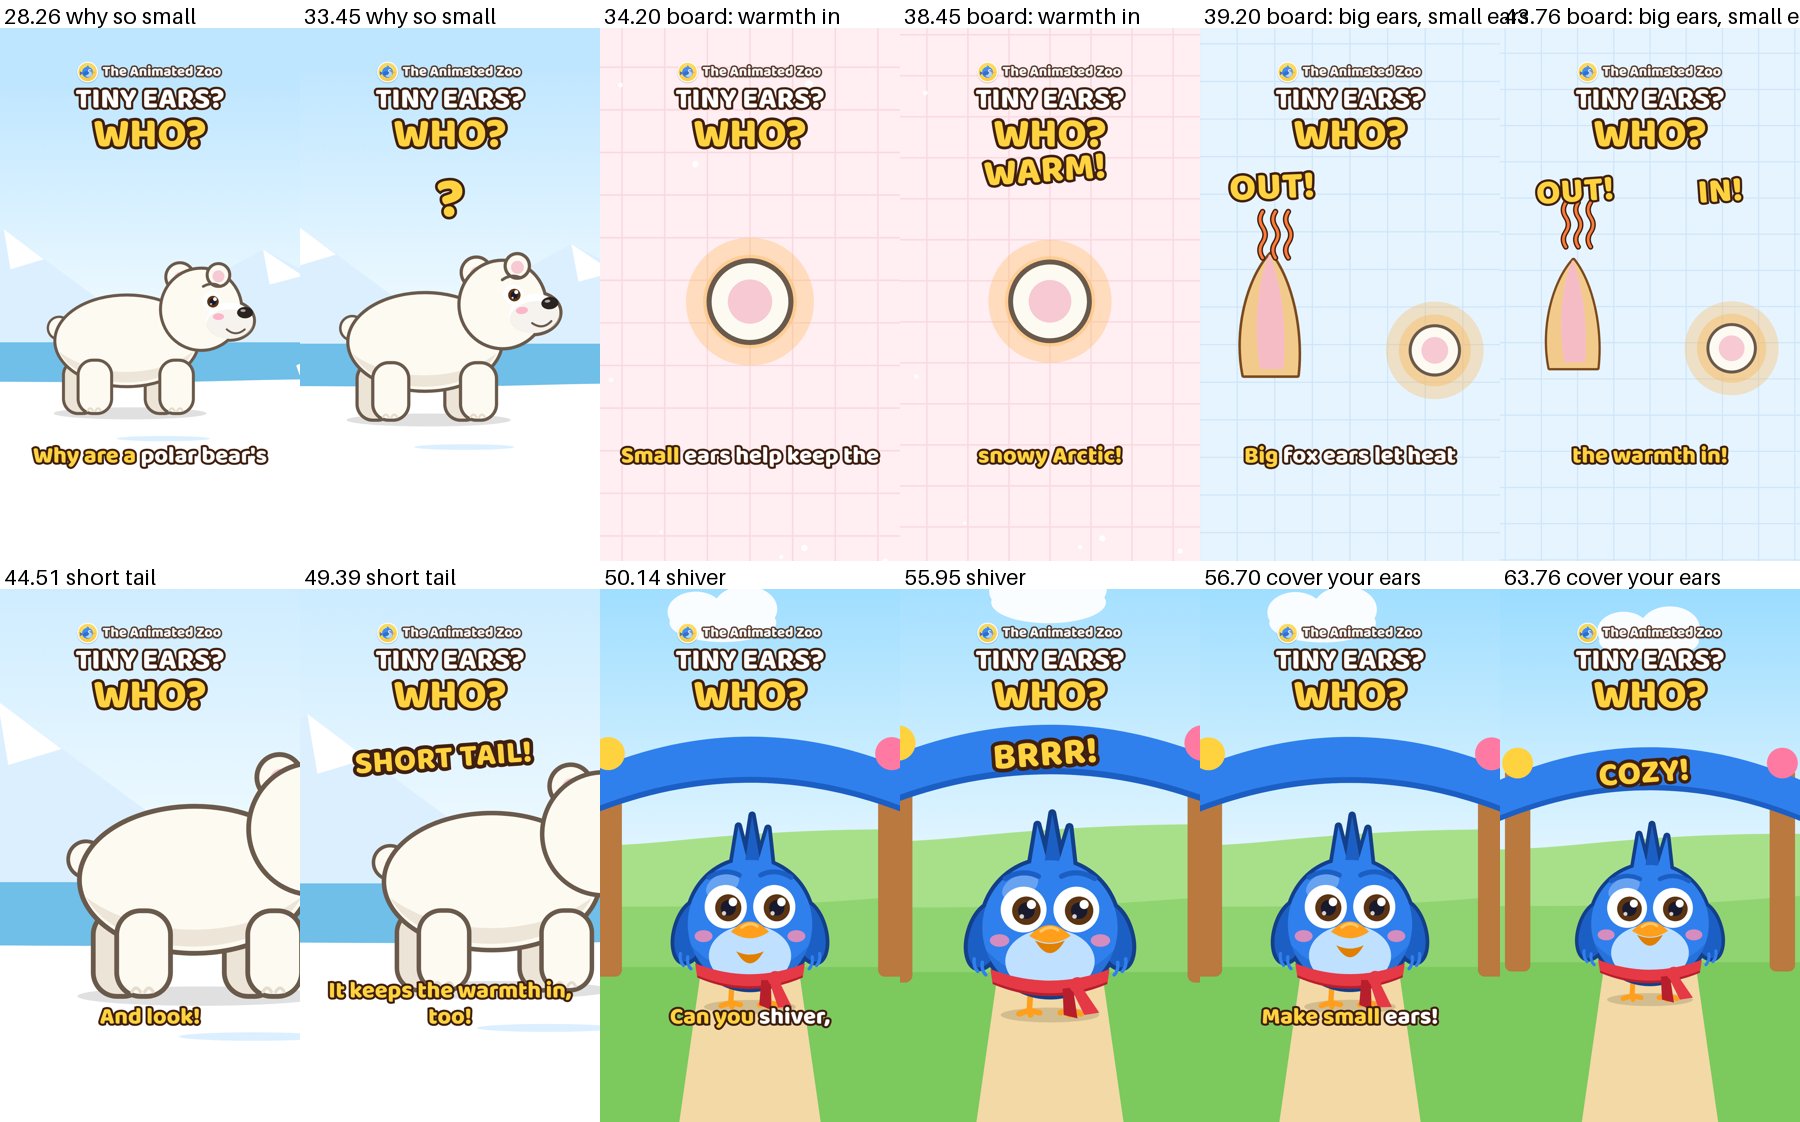 28.26 why so small
The Animated Zoo
TINY EARS?
WHO?
Why are a polar bear's
33.45 why so small
The Animated Zoo
TINY EARS?
WHO?
?
34.20 board: warmth in
The Animated Zoo
TINY EARS?
WHO?
Small ears help keep the
38.45 board: warmth in
The Animated Zoo
TINY EARS?
WHO?
WARM!
snowy Arctic!
39.20 board: big ears, small ears
The Animated Zoo
TINY EARS?
WHO?
OUT!
Big fox ears let heat
43.76 board: big ears, small e
The Animated Zoo
TINY EARS?
WHO?
OUT!
IN!
the warmth in!
44.51 short tail
The Animated Zoo
TINY EARS?
WHO?
And look!
49.39 short tail
The Animated Zoo
TINY EARS?
WHO?
SHORT TAIL!
It keeps the warmth in,
too!
50.14 shiver
The Animated Zoo
TINY EARS?
WHO?
Can you shiver,
55.95 shiver
The Animated Zoo
TINY EARS?
WHO?
BRRR!
56.70 cover your ears
The Animated Zoo
TINY EARS?
WHO?
Make small ears!
63.76 cover your ears
The Animated Zoo
TINY EARS?
WHO?
COZY!